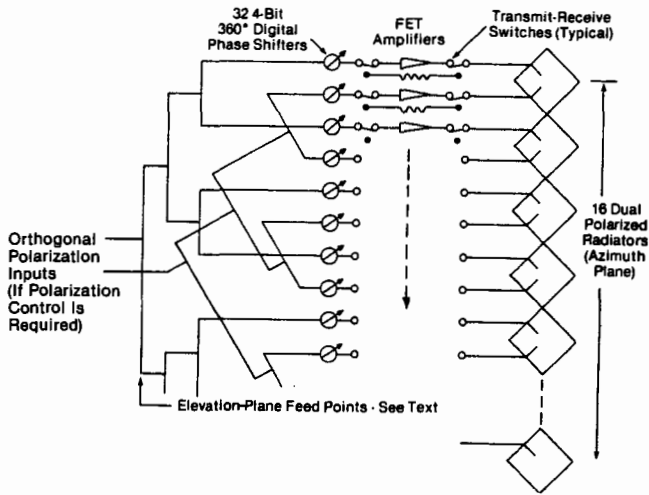 32 4-Bit
360° Digital
Phase Shifters
FET
Amplifiers
Transmit-Receive
Switches (Typical)
Orthogonal
Polarization
Inputs
(If Polarization
Control Is
Required)
16 Dual
Polarized
Radiators
(Azimuth
Plane)
Elevation-Plane Feed Points - See Text